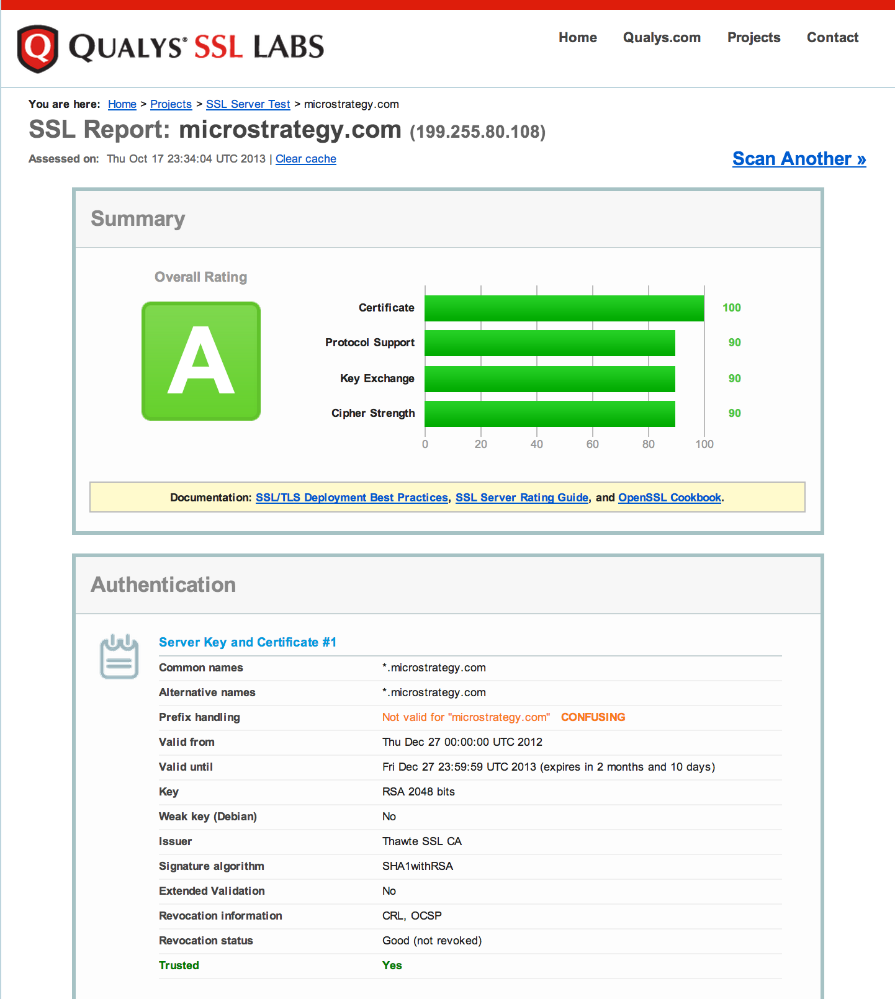 QUALYS® SSL LABS
Home Qualys.com Projects Contact
You are here: Home > Projects > SSL Server Test > microstrategy.com
SSL Report: microstrategy.com (199.255.80.108)
Assessed on: Thu Oct 17 23:34:04 UTC 2013 | Clear cache
Scan Another »
Summary
Overall Rating
A
Certificate 100
Protocol Support 90
Key Exchange 90
Cipher Strength 90
0 20 40 60 80 100
Documentation: SSL/TLS Deployment Best Practices, SSL Server Rating Guide, and OpenSSL Cookbook.
Authentication
Server Key and Certificate #1
Common names *.microstrategy.com
Alternative names *.microstrategy.com
Prefix handling Not valid for "microstrategy.com" CONFUSING
Valid from Thu Dec 27 00:00:00 UTC 2012
Valid until Fri Dec 27 23:59:59 UTC 2013 (expires in 2 months and 10 days)
Key RSA 2048 bits
Weak key (Debian) No
Issuer Thawte SSL CA
Signature algorithm SHA1withRSA
Extended Validation No
Revocation information CRL, OCSP
Revocation status Good (not revoked)
Trusted Yes